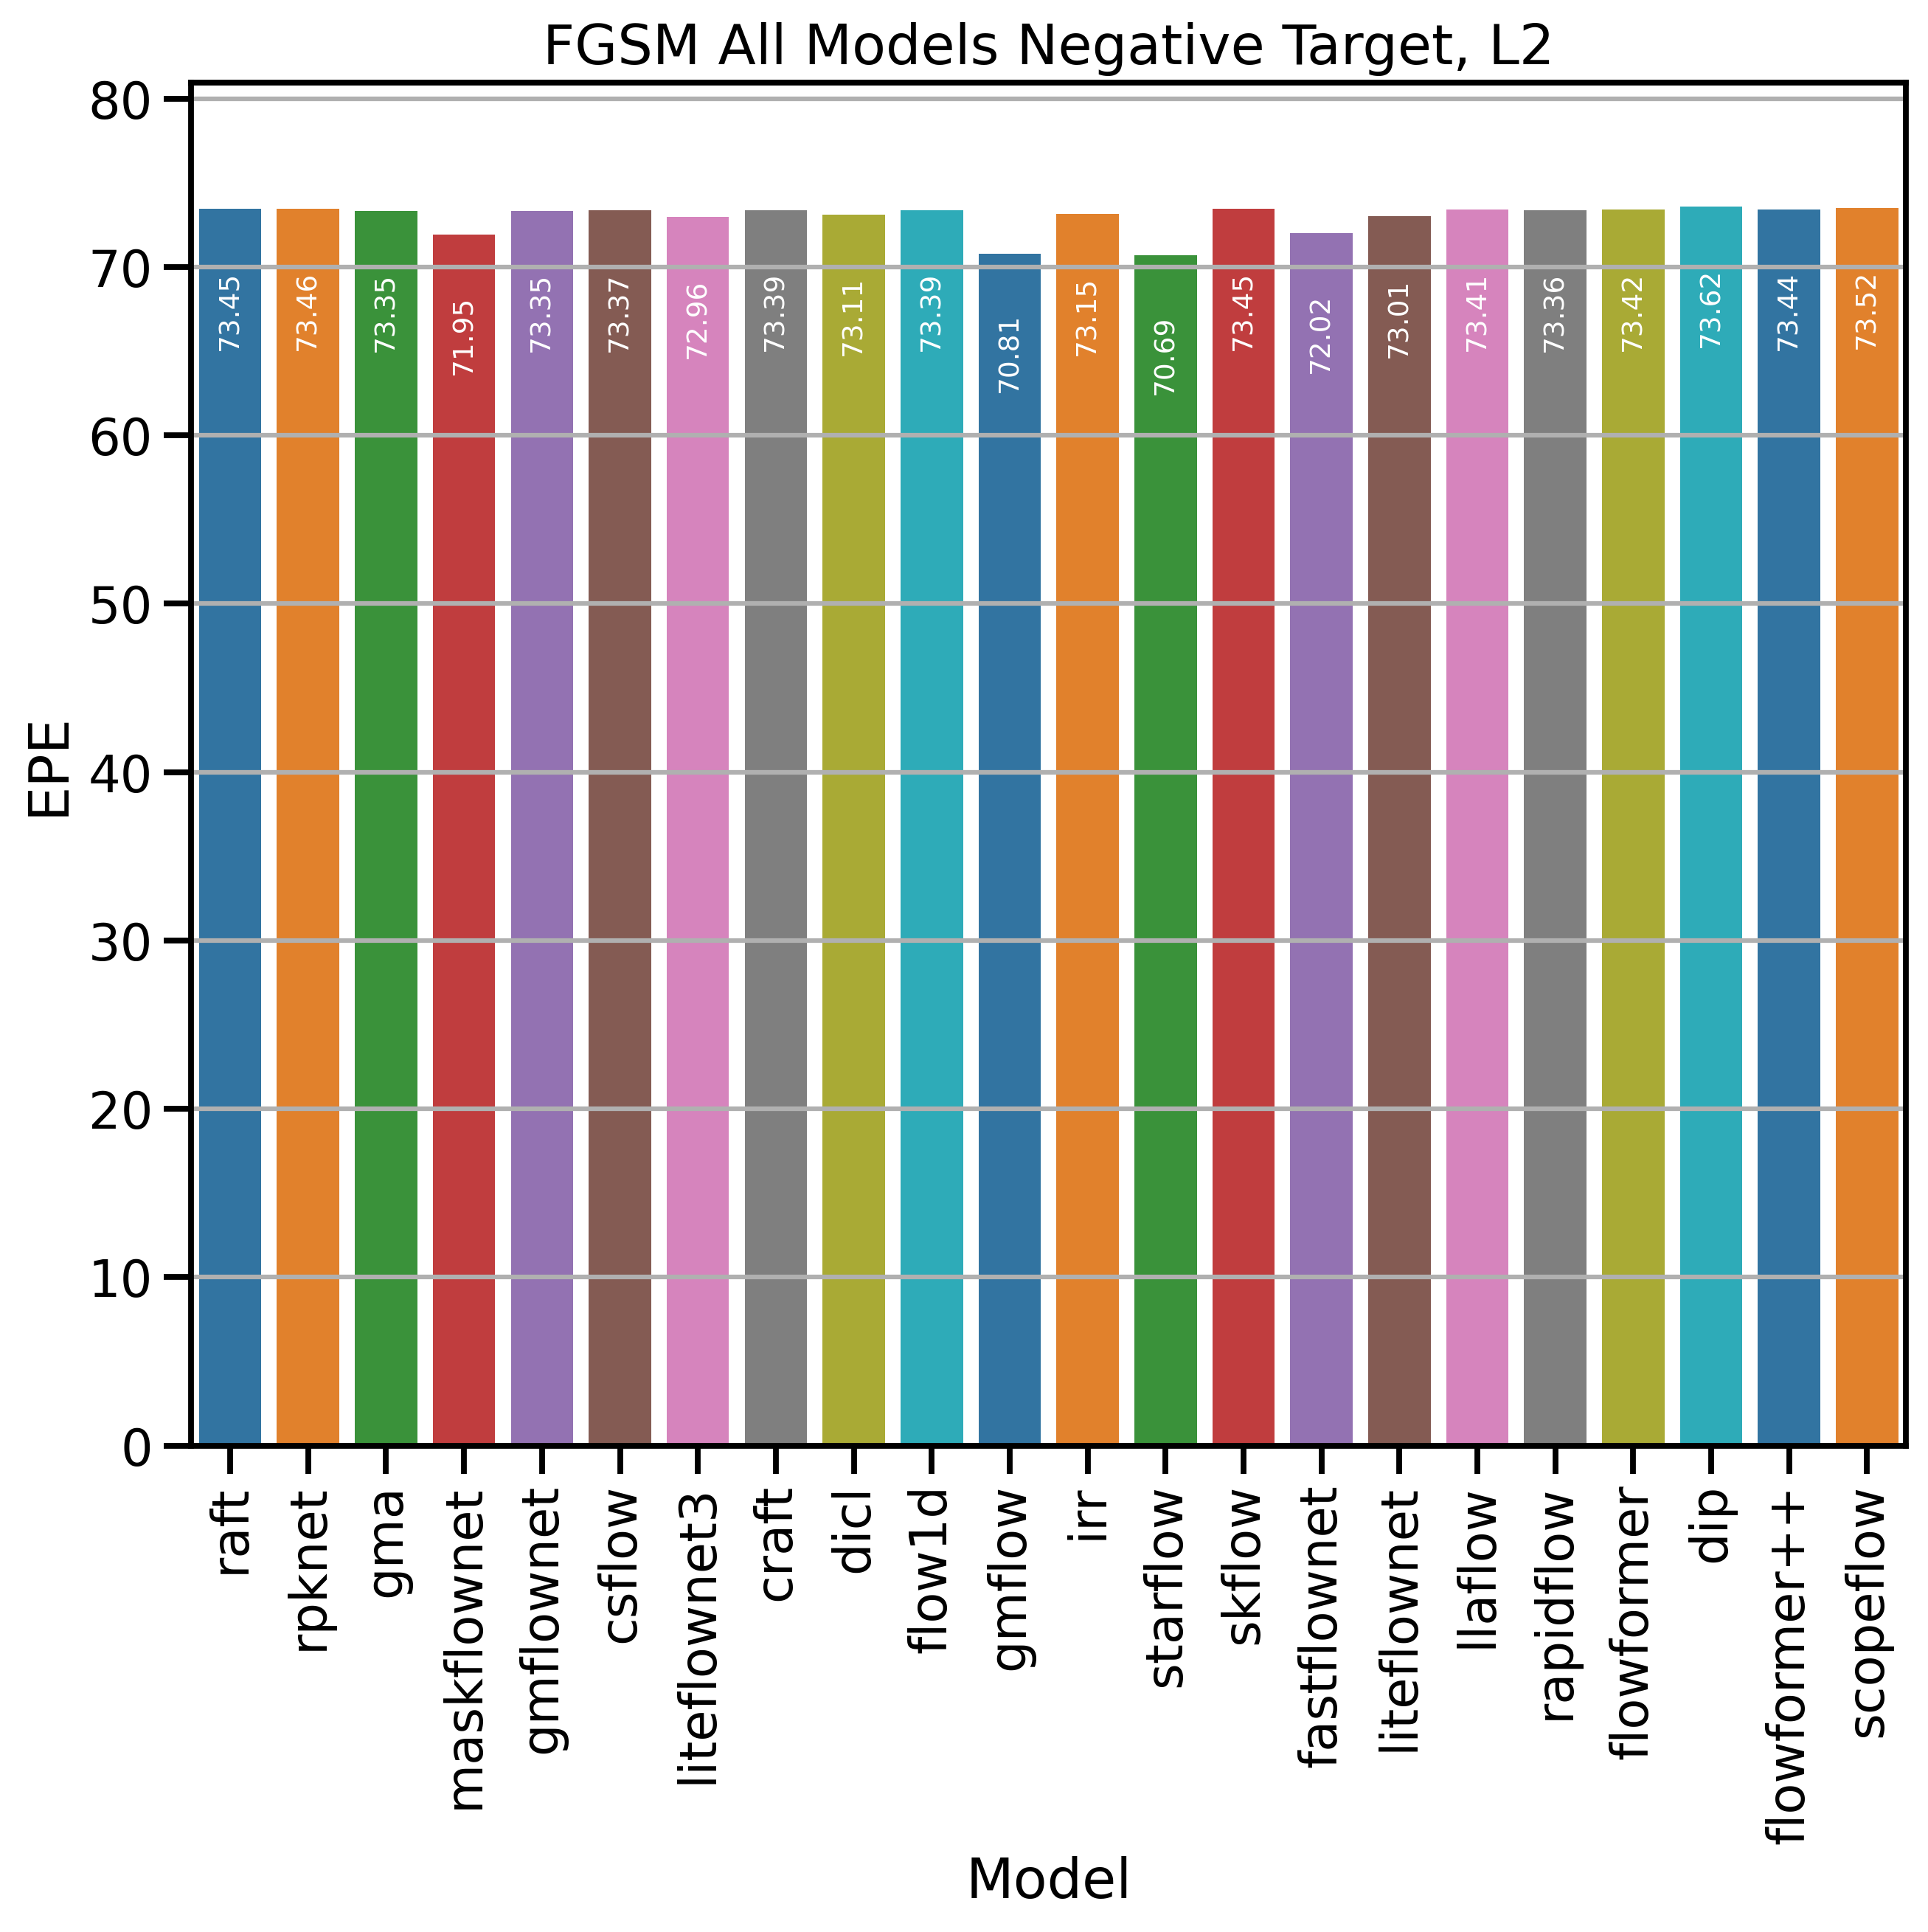 FGSM All Models Negative Target, L2
80
70
60
50
40
30
20
10
0
EPE
73.45
73.46
73.35
71.95
73.35
73.37
72.96
73.39
73.11
73.39
70.81
73.15
70.69
73.45
72.02
73.01
73.41
73.36
73.42
73.62
73.44
73.52
raft
rpknet
gma
maskflownet
gmflownet
csflow
liteflownet3
craft
dicl
flow1d
gmflow
irr
starflow
skflow
fastflownet
liteflownet
llaflow
rapidflow
flowformer
dip
flowformer++
scopeflow
Model